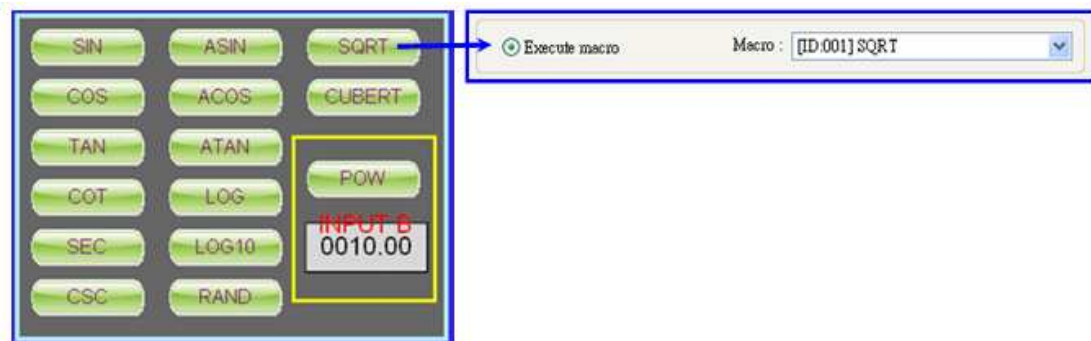 SIN
ASIN
SQRT
COS
ACOS
CUBERT
TAN
ATAN
POW
COT
LOG
INPUT B
0010.00
SEC
LOG10
CSC
RAND
Execute macro
Macro : [ID:001] SQRT